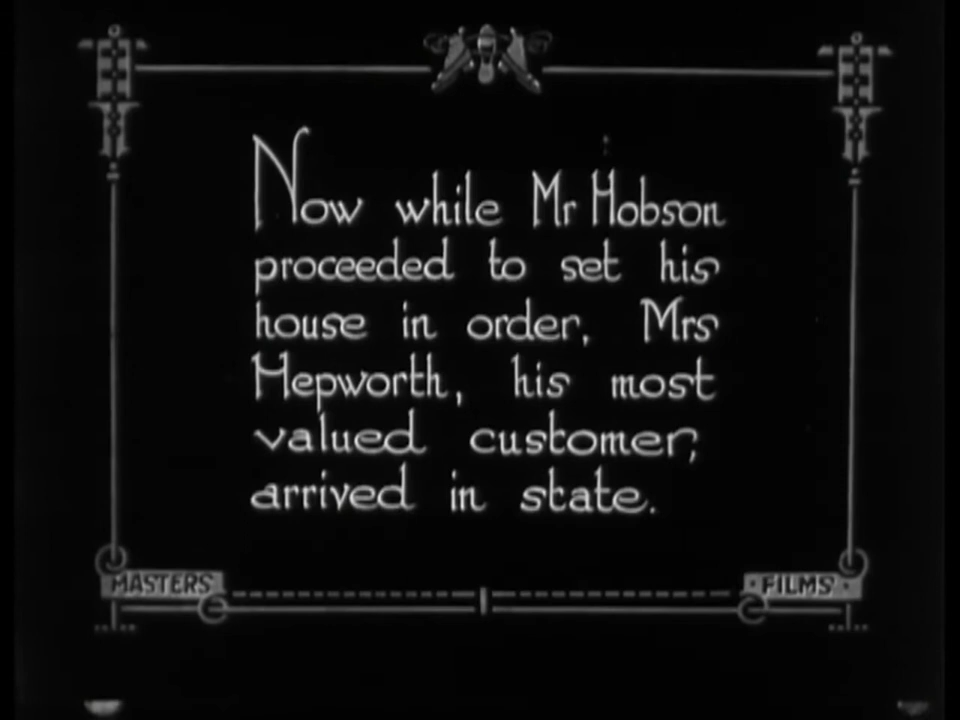 Now while Mr Hobson
proceeded to set his
house in order, Mrs
Hepworth, his most
valued customer,
arrived in state.
MASTERS
FILMS